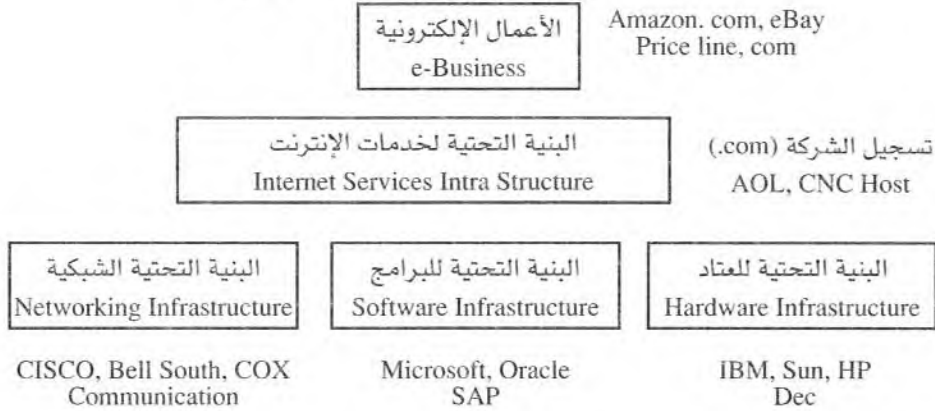 الأعمال الإلكترونية
e-Business
Amazon. com, eBay
Price line, com
البنية التحتية لخدمات الإنترنت
Internet Services Intra Structure
تسجيل الشركة (com.)
AOL, CNC Host
البنية التحتية الشبكية
Networking Infrastructure
البنية التحتية للبرامج
Software Infrastructure
البنية التحتية للعتاد
Hardware Infrastructure
CISCO, Bell South, COX
Communication
Microsoft, Oracle
SAP
IBM, Sun, HP
Dec